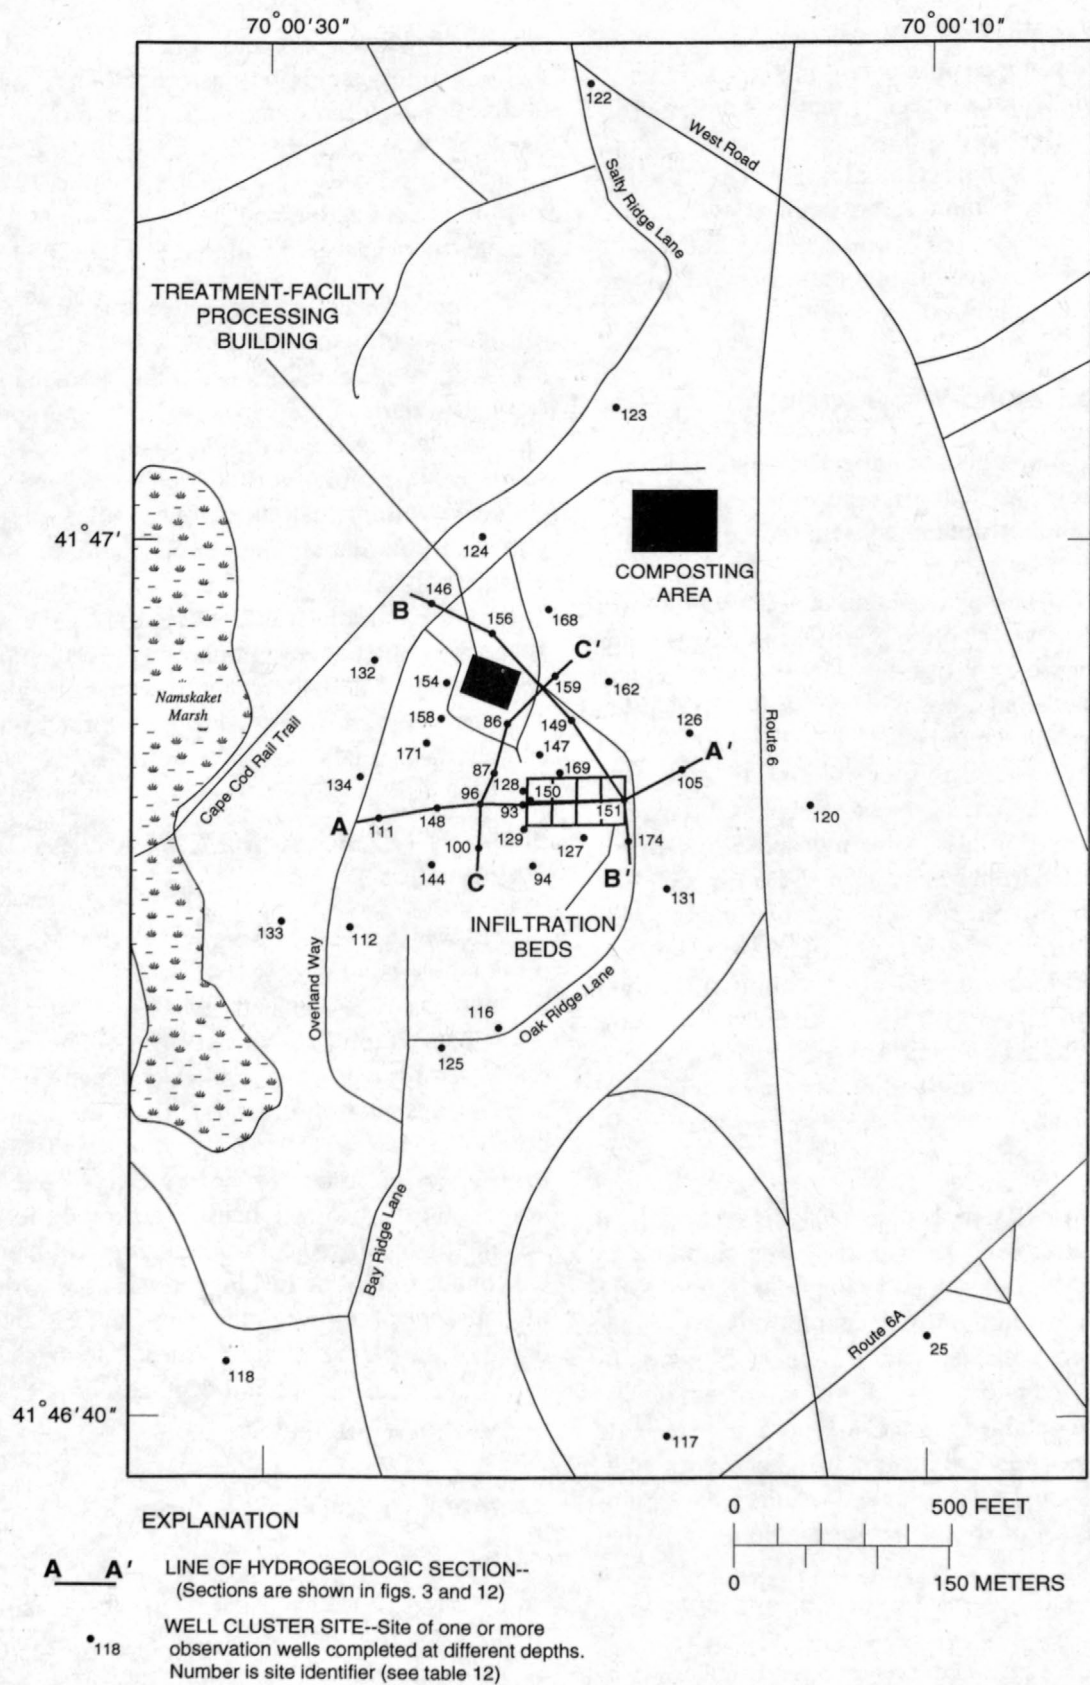 70°00'30"
70°00'10"
122
West Road
Salty Ridge Lane
TREATMENT-FACILITY
PROCESSING
BUILDING
123
41°47'
124
COMPOSTING
AREA
146
B
156
168
C'
132
154
159
162
Namskaket
Marsh
158
86
149
126
Route 6
171
147
A'
Cape Cod Rail Trail
134
87
128
169
105
96
150
148
93
151
120
A
111
129
100
127
174
144
C
94
B'
131
133
112
INFILTRATION
BEDS
Overland Way
116
Oak Ridge Lane
125
Bay Ridge Lane
Route 6A
25
118
41°46'40"
117
EXPLANATION
0 500 FEET
0 150 METERS
A A' LINE OF HYDROGEOLOGIC SECTION--
(Sections are shown in figs. 3 and 12)
WELL CLUSTER SITE--Site of one or more
118 observation wells completed at different depths.
Number is site identifier (see table 12)